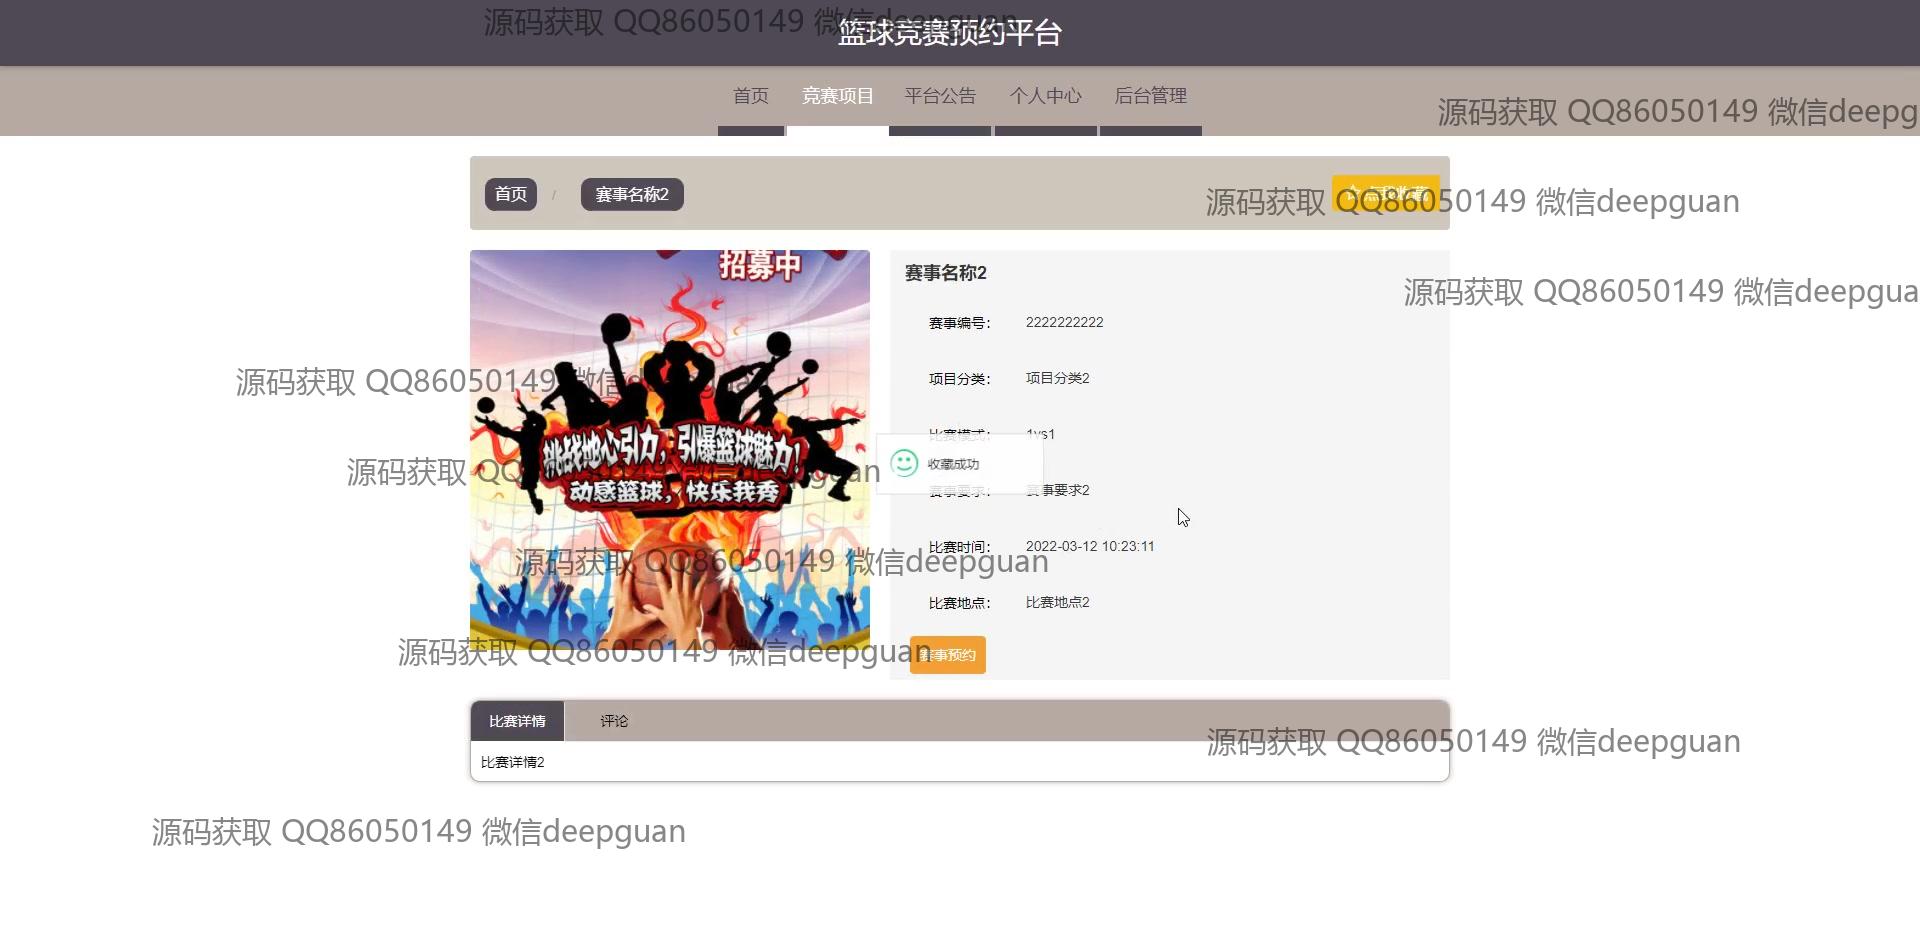 源码获取 QQ86050149 微信deepguan
篮球竞赛预约平台
首页 竞赛项目 平台公告 个人中心 后台管理
源码获取 QQ86050149 微信deepg
首页 / 赛事名称2 点我收藏
源码获取 QQ86050149 微信deepguan
招募中
赛事名称2
源码获取 QQ86050149 微信deepgua
赛事编号： 2222222222
项目分类： 项目分类2
源码获取 QQ86050149 微信deepguan
比赛模式： 1vs1
挑战地心引力，引爆篮球魅力！
收藏成功
源码获取 QQ86050149 微信deepguan
动感篮球，快乐我秀
赛事要求： 赛事要求2
比赛时间： 2022-03-12 10:23:11
源码获取 QQ86050149 微信deepguan
比赛地点： 比赛地点2
源码获取 QQ86050149 微信deepguan
赛事预约
比赛详情 评论
源码获取 QQ86050149 微信deepguan
比赛详情2
源码获取 QQ86050149 微信deepguan